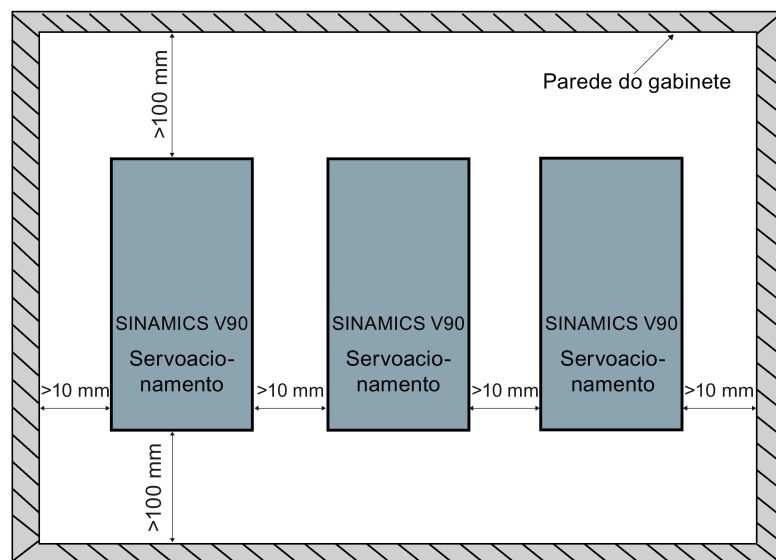 >100 mm
Parede do gabinete
SINAMICS V90
Servoacio-
namento
SINAMICS V90
Servoacio-
namento
SINAMICS V90
Servoacio-
namento
>10 mm
>10 mm
>10 mm
>10 mm
>100 mm